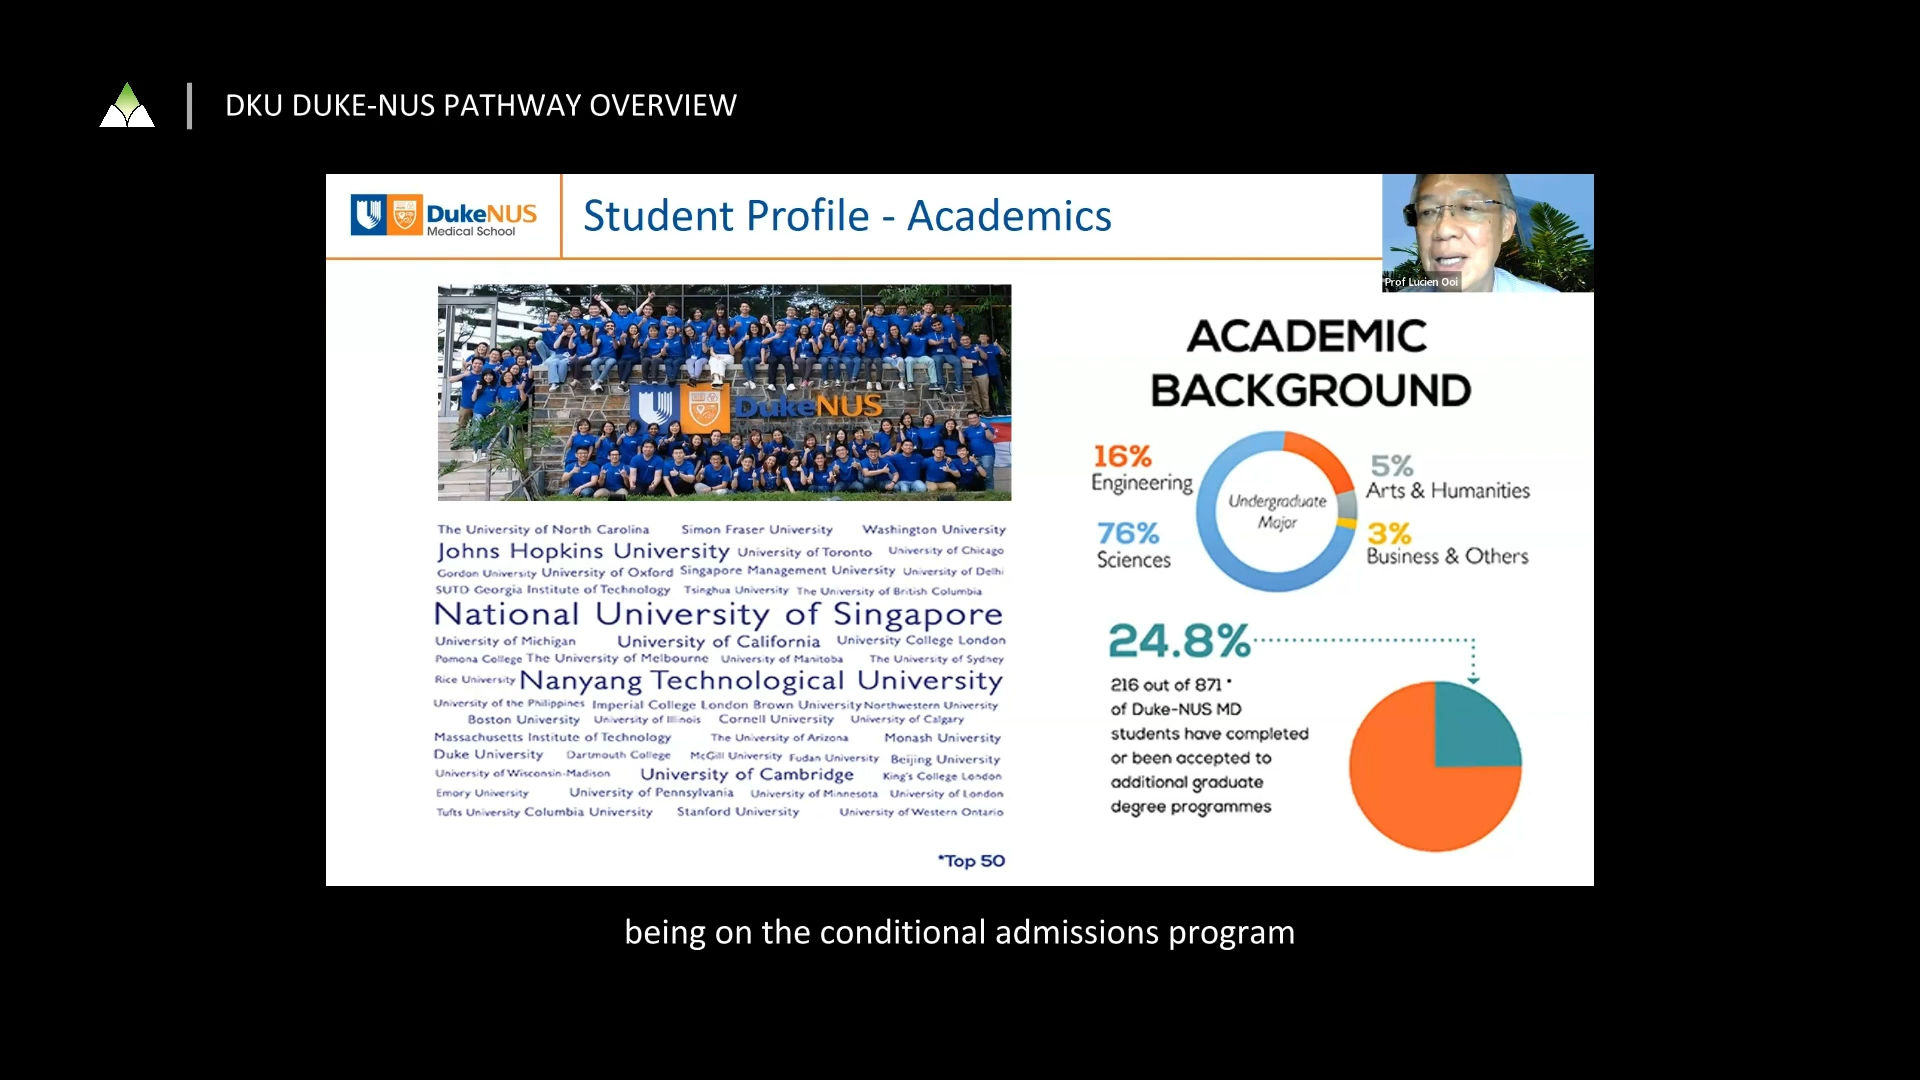 DKU DUKE-NUS PATHWAY OVERVIEW
DukeNUS
Medical School
Student Profile - Academics
Prof Lucien Ooi
DukeNUS
The University of North Carolina Simon Fraser University Washington University
Johns Hopkins University University of Toronto University of Chicago
Gordon University University of Oxford Singapore Management University University of Delhi
SUTD Georgia Institute of Technology Tsinghua University The University of British Columbia
National University of Singapore
University of Michigan University of California University College London
Pomona College The University of Melbourne University of Manitoba The University of Sydney
Rice University Nanyang Technological University
University of the Philippines Imperial College London Brown University Northwestern University
Boston University University of Illinois Cornell University University of Calgary
Massachusetts Institute of Technology The University of Arizona Monash University
Duke University Dartmouth College McGill University Fudan University Beijing University
University of Wisconsin-Madison University of Cambridge King's College London
Emory University University of Pennsylvania University of Minnesota University of London
Tufts University Columbia University Stanford University University of Western Ontario
*Top 50
ACADEMIC
BACKGROUND
16%
Engineering
76%
Sciences
Undergraduate
Major
5%
Arts & Humanities
3%
Business & Others
24.8%
216 out of 871 *
of Duke-NUS MD
students have completed
or been accepted to
additional graduate
degree programmes
being on the conditional admissions program